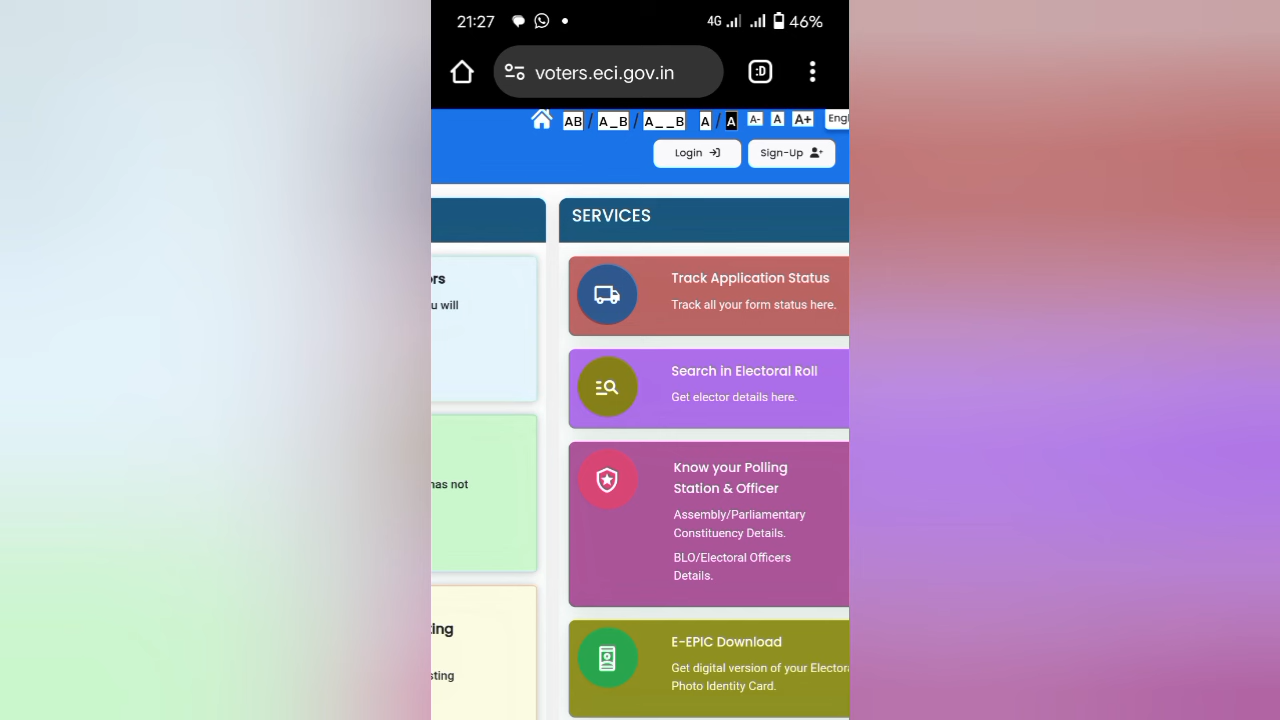 21:27 4G 46%
voters.eci.gov.in :D
AB / A_B / A__B A / A A- A A+ Engl
Login Sign-Up
SERVICES
ors
Track Application Status
u will
Track all your form status here.
Search in Electoral Roll
Get elector details here.
Know your Polling
Station & Officer
has not
Assembly/Parliamentary
Constituency Details.
BLO/Electoral Officers
Details.
ting
E-EPIC Download
sting
Get digital version of your Electora
Photo Identity Card.